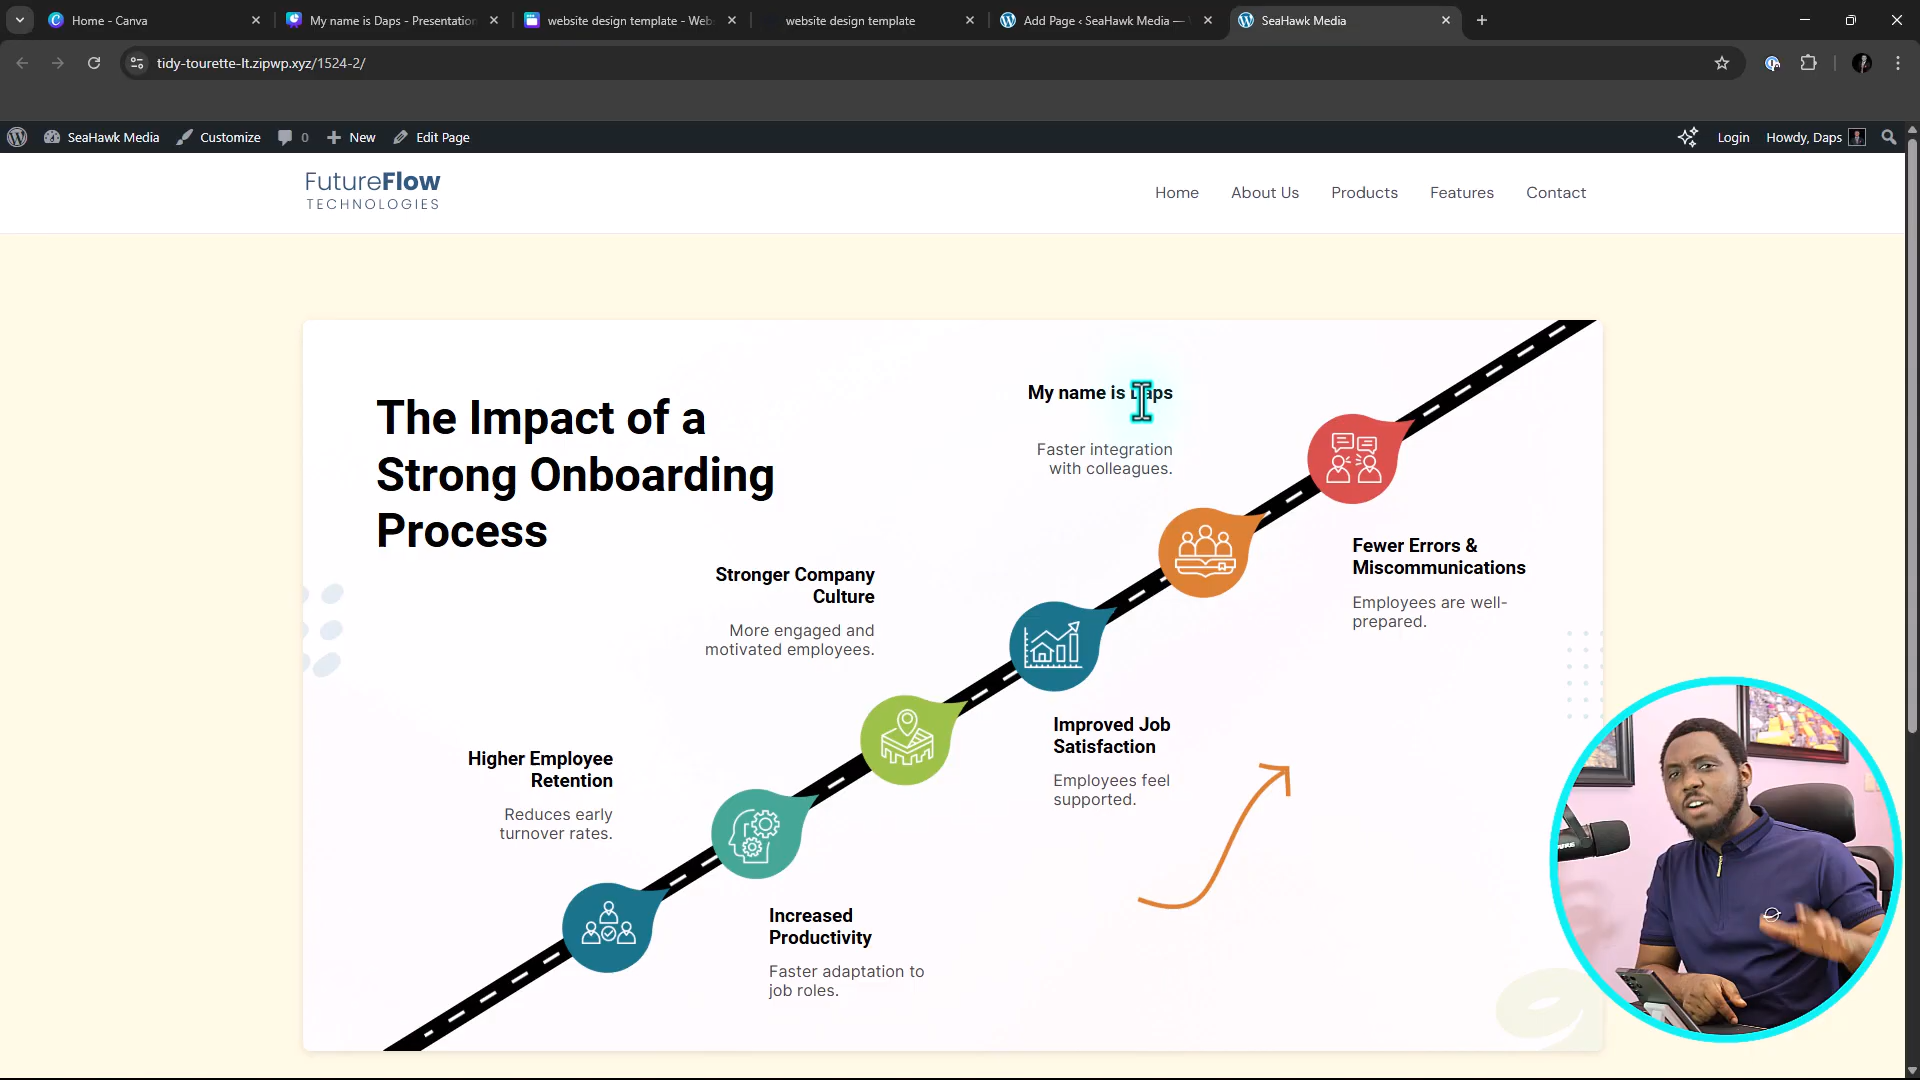 Home - Canva
My name is Daps - Presentation
website design template - Web
website design template
Add Page ‹ SeaHawk Media —
SeaHawk Media
tidy-tourette-lt.zipwp.xyz/1524-2/
SeaHawk Media
Customize
0
New
Edit Page
Login
Howdy, Daps
FutureFlow
TECHNOLOGIES
Home
About Us
Products
Features
Contact
The Impact of a
Strong Onboarding
Process
My name is Daps
Faster integration
with colleagues.
Stronger Company
Culture
More engaged and
motivated employees.
Fewer Errors &
Miscommunications
Employees are well-
prepared.
Higher Employee
Retention
Reduces early
turnover rates.
Improved Job
Satisfaction
Employees feel
supported.
Increased
Productivity
Faster adaptation to
job roles.